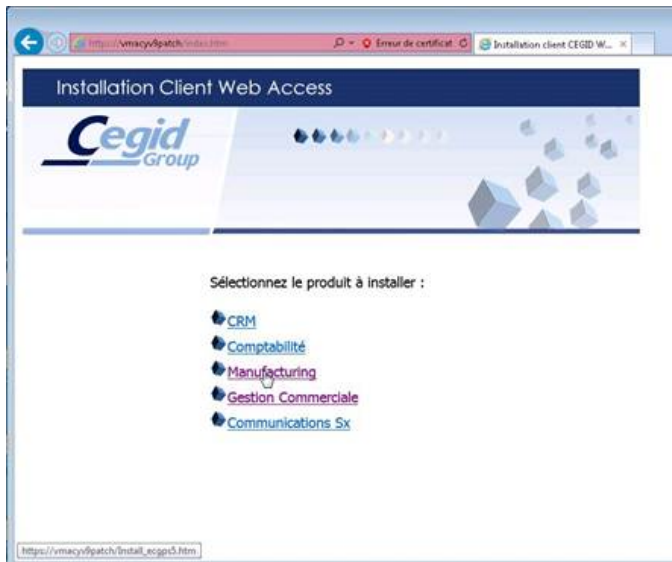 https://vmacyv9patch/index.htm
Erreur de certificat
Installation client CEGID W...
Installation Client Web Access
Cegid
Group
Sélectionnez le produit à installer :
CRM
Comptabilité
Manufacturing
Gestion Commerciale
Communications Sx
https://vmacyv9patch/Install_ecgps5.htm